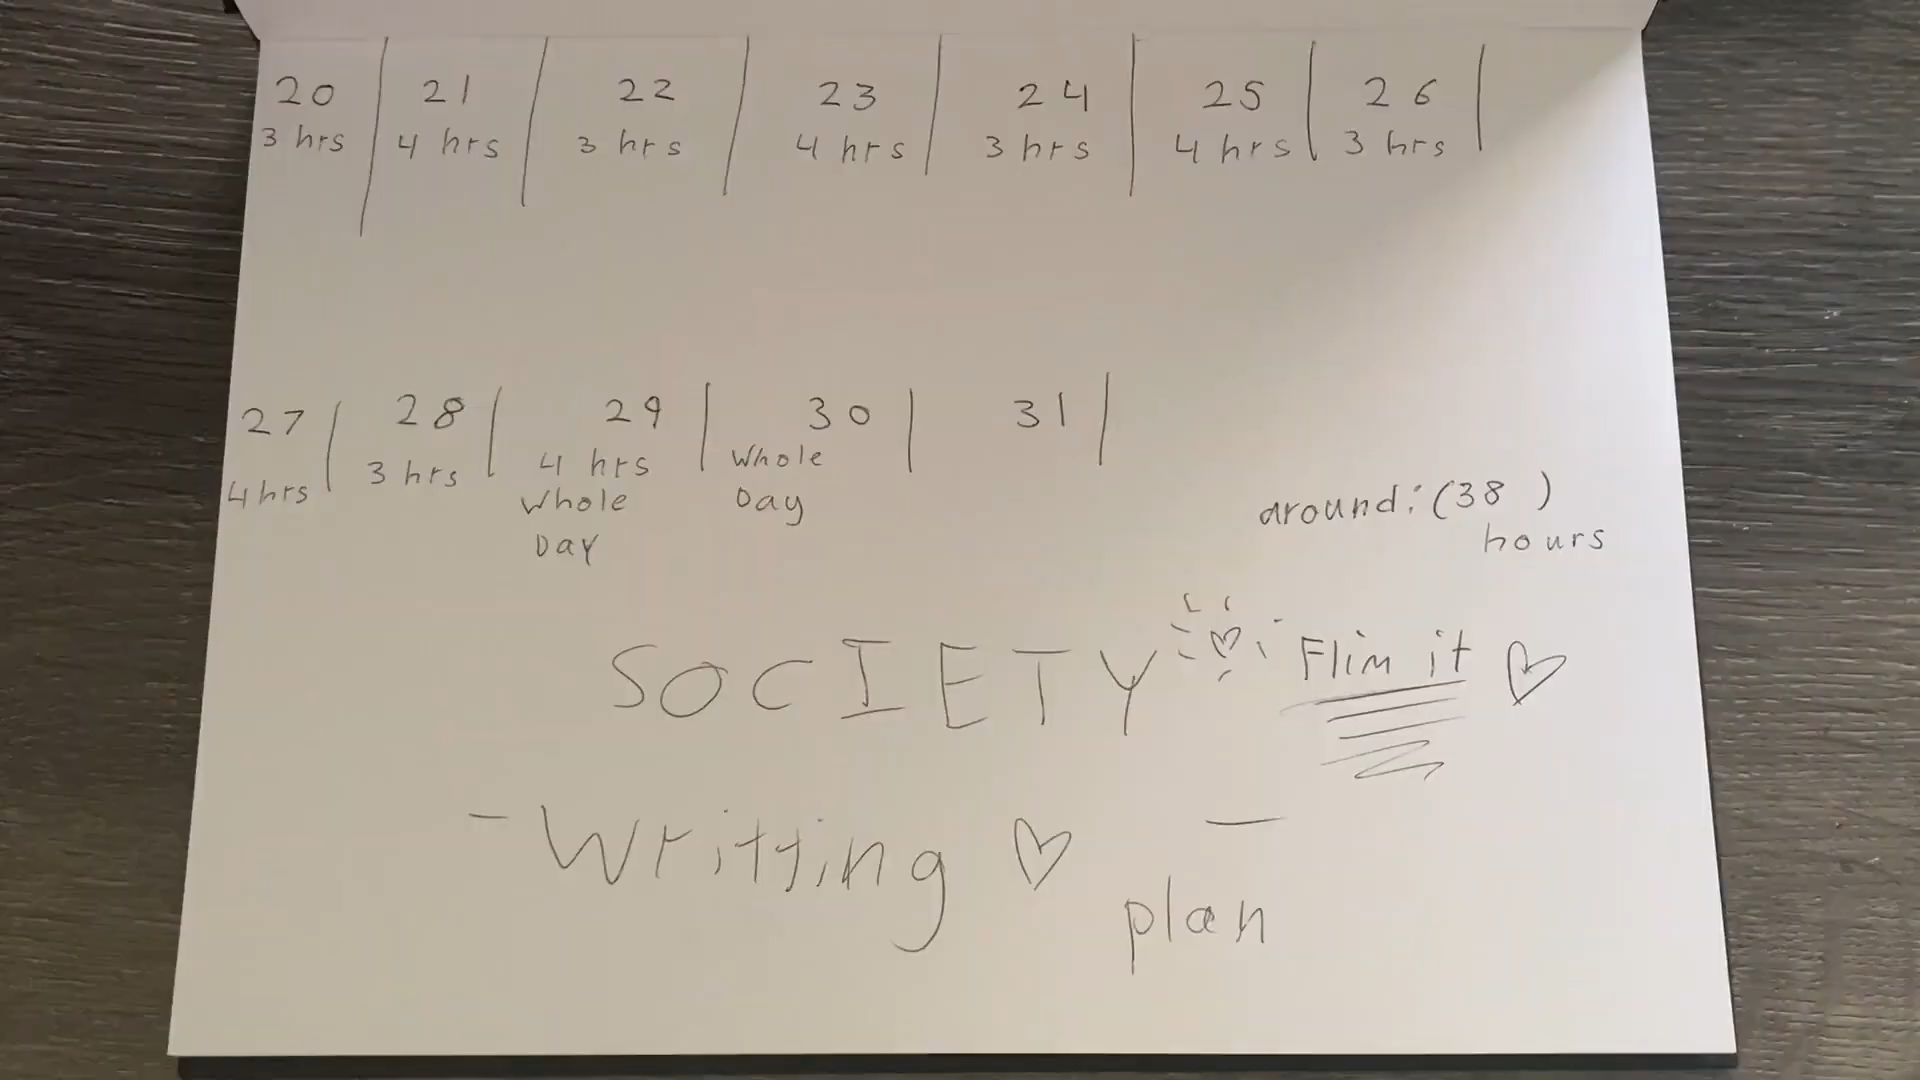 20 21 22 23 24 25 26
3 hrs 4 hrs 3 hrs 4 hrs 3 hrs 4 hrs 3 hrs
27 28 29 30 31
4 hrs 3 hrs 4 hrs Whole
Whole Day
Day
around: (38 )
hours
SOCIETY Flim it
- Writting -
plan